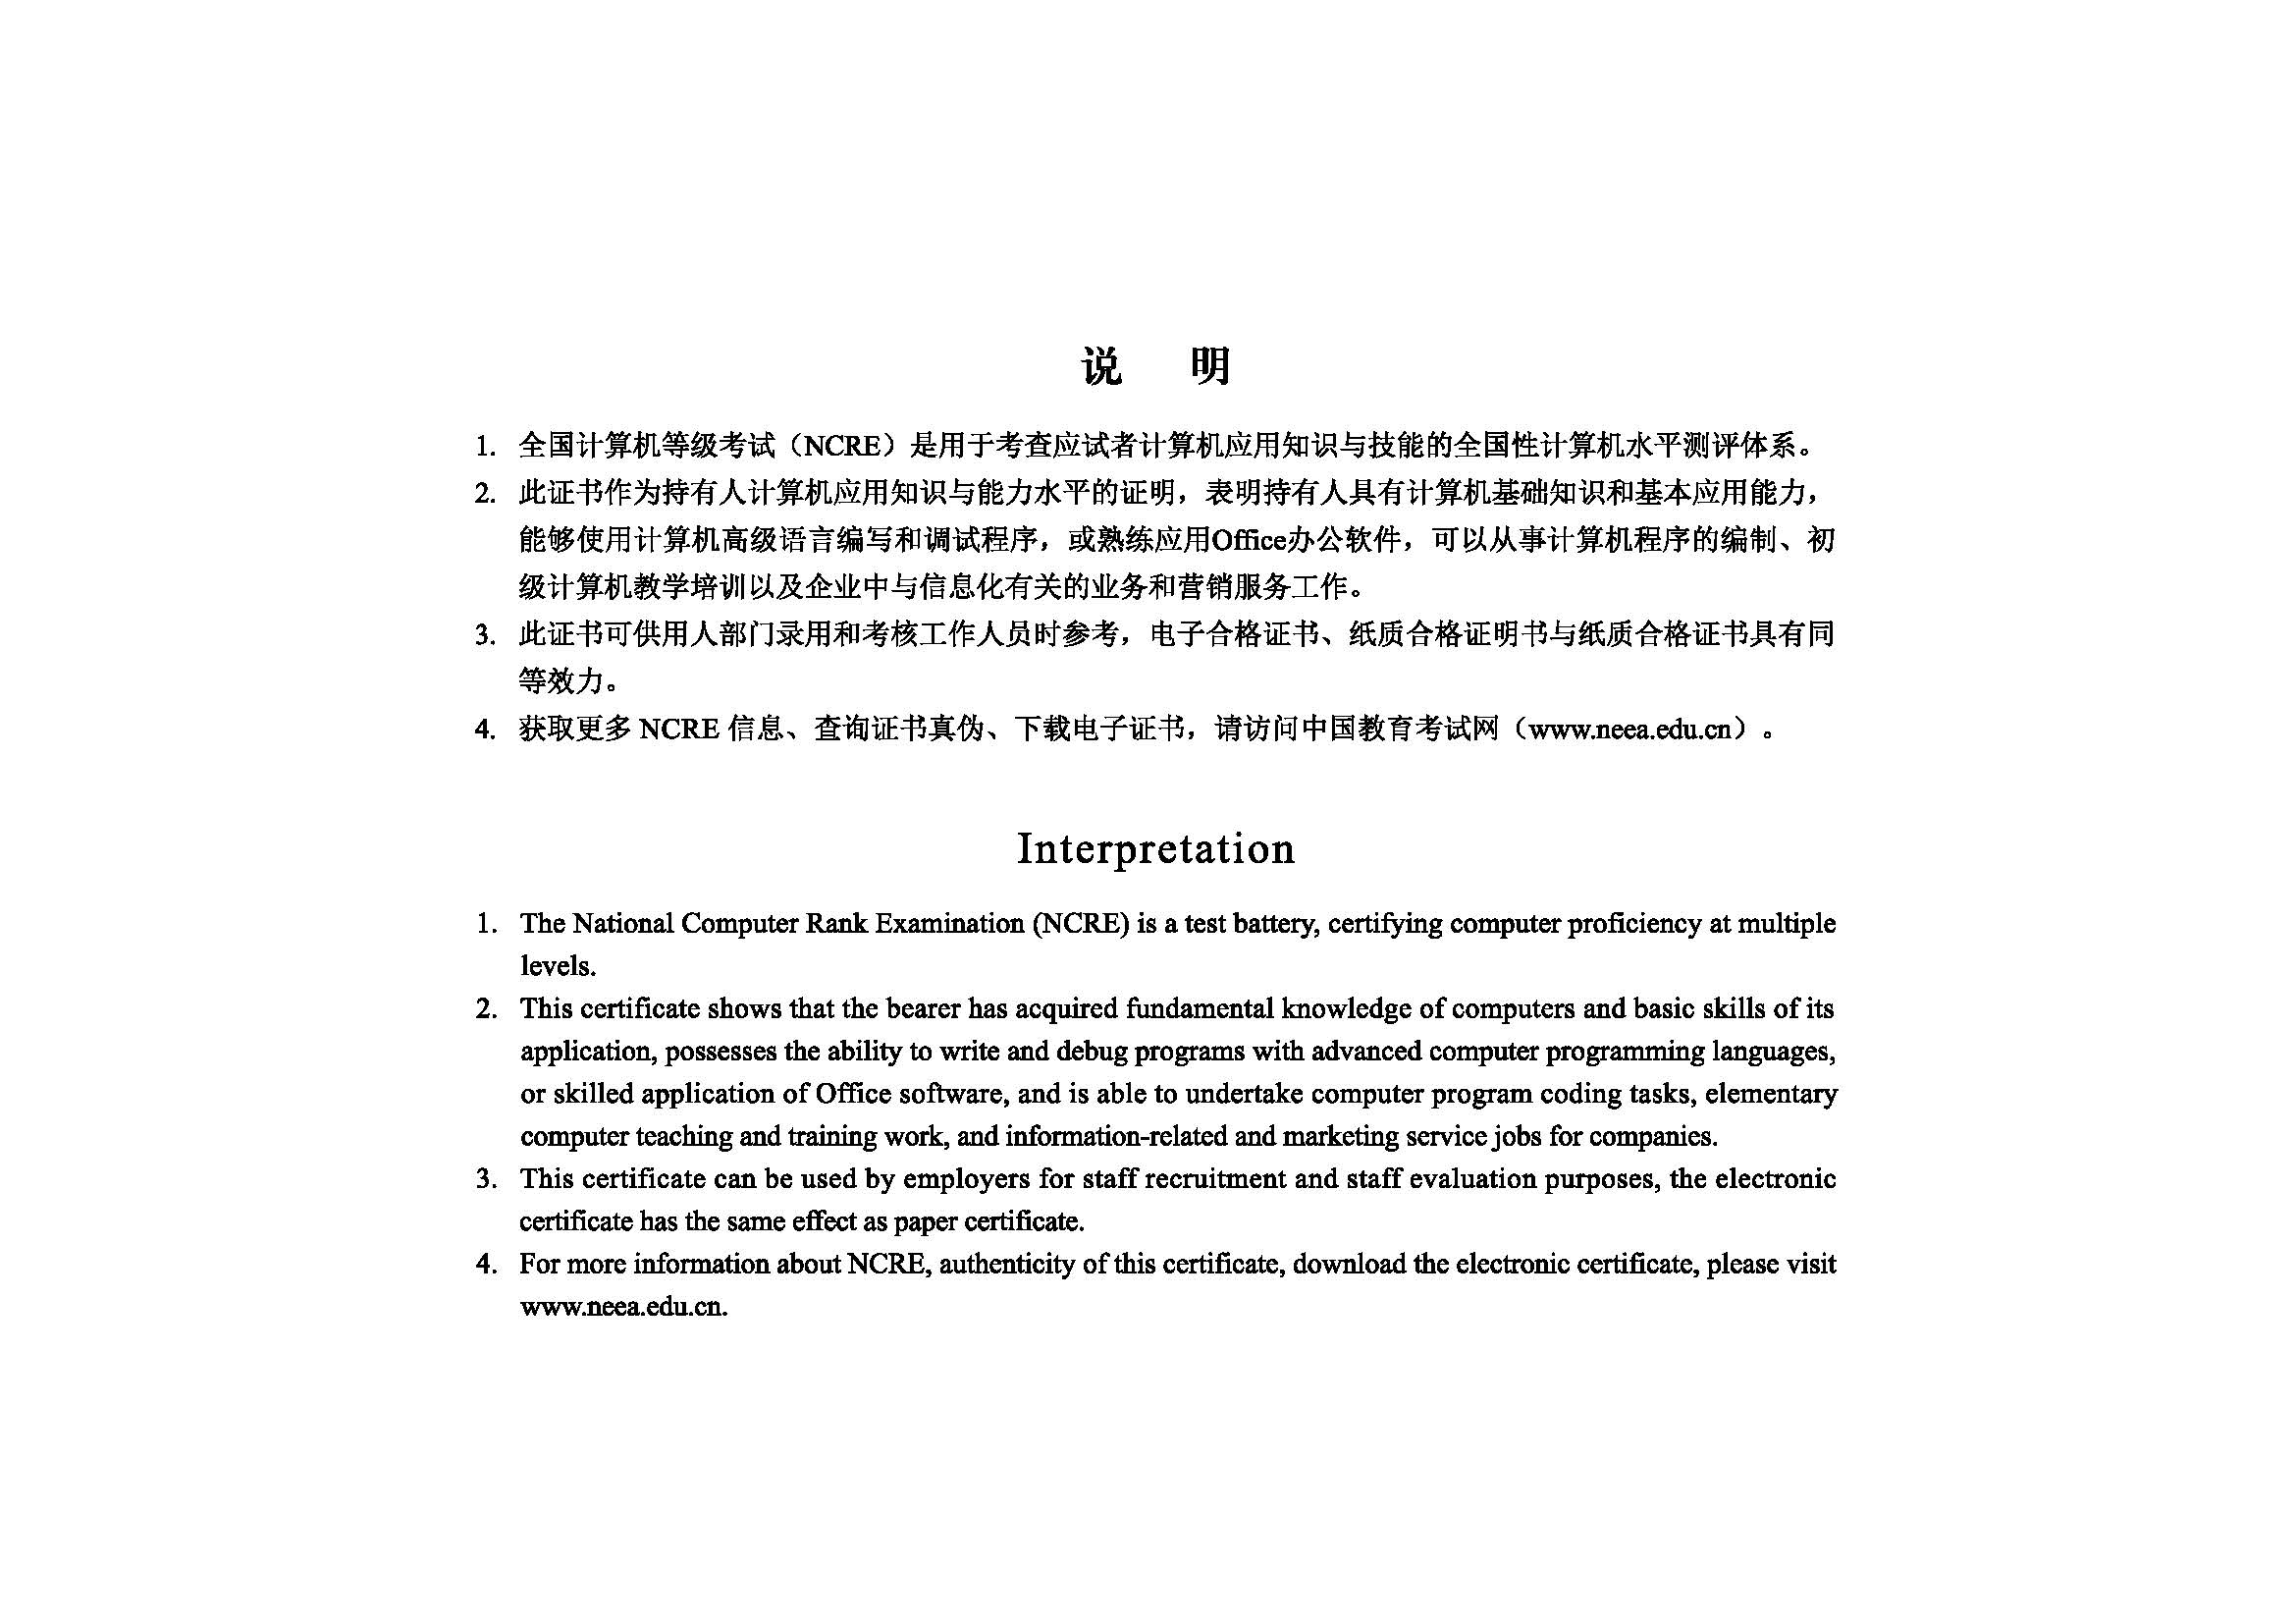 说 明
1. 全国计算机等级考试（NCRE）是用于考查应试者计算机应用知识与技能的全国性计算机水平测评体系。
2. 此证书作为持有人计算机应用知识与能力水平的证明，表明持有人具有计算机基础知识和基本应用能力，
能够使用计算机高级语言编写和调试程序，或熟练应用Office办公软件，可以从事计算机程序的编制、初
级计算机教学培训以及企业中与信息化有关的业务和营销服务工作。
3. 此证书可供用人部门录用和考核工作人员时参考，电子合格证书、纸质合格证明书与纸质合格证书具有同
等效力。
4. 获取更多 NCRE 信息、查询证书真伪、下载电子证书，请访问中国教育考试网（www.neea.edu.cn）。
Interpretation
1. The National Computer Rank Examination (NCRE) is a test battery, certifying computer proficiency at multiple
levels.
2. This certificate shows that the bearer has acquired fundamental knowledge of computers and basic skills of its
application, possesses the ability to write and debug programs with advanced computer programming languages,
or skilled application of Office software, and is able to undertake computer program coding tasks, elementary
computer teaching and training work, and information-related and marketing service jobs for companies.
3. This certificate can be used by employers for staff recruitment and staff evaluation purposes, the electronic
certificate has the same effect as paper certificate.
4. For more information about NCRE, authenticity of this certificate, download the electronic certificate, please visit
www.neea.edu.cn.